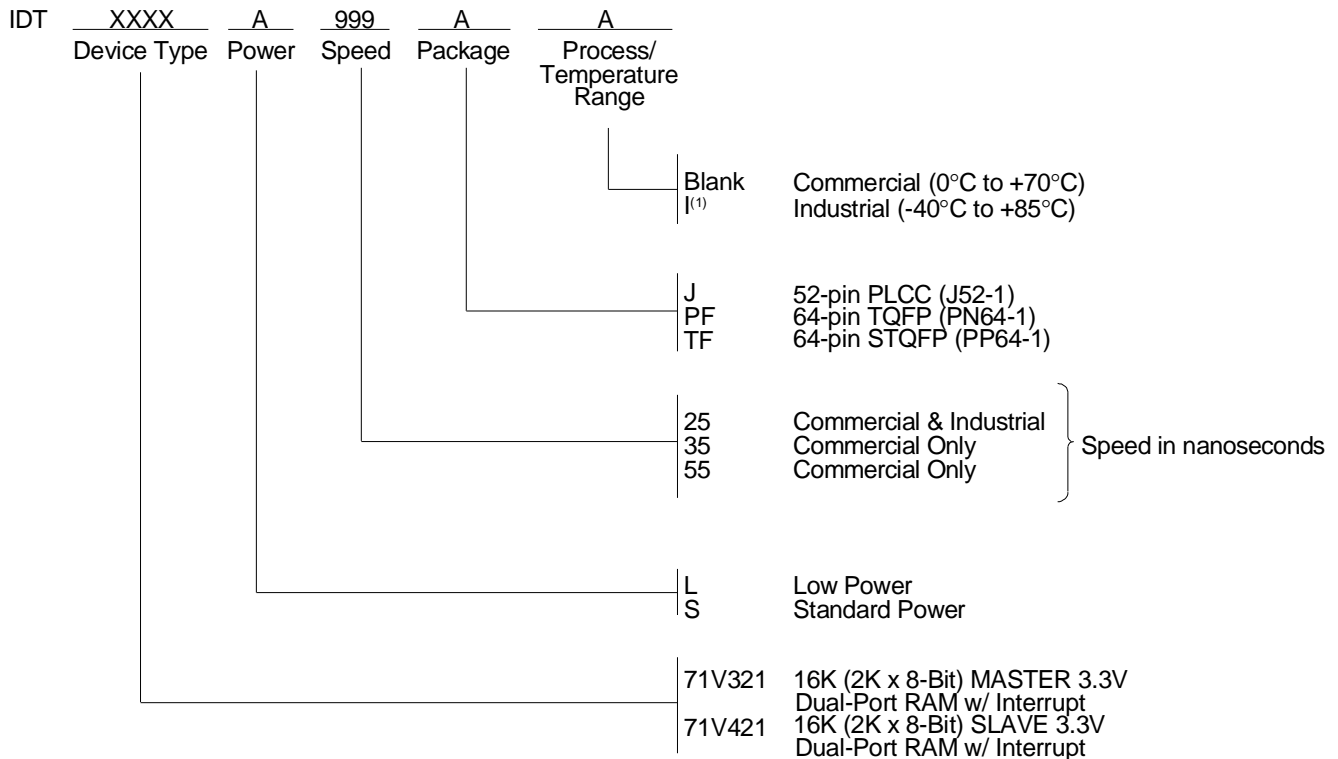 IDT XXXX A 999 A A
Device Type Power Speed Package Process/
Temperature
Range
Blank Commercial (0°C to +70°C)
I(1) Industrial (-40°C to +85°C)
J 52-pin PLCC (J52-1)
PF 64-pin TQFP (PN64-1)
TF 64-pin STQFP (PP64-1)
25 Commercial & Industrial
35 Commercial Only Speed in nanoseconds
55 Commercial Only
L Low Power
S Standard Power
71V321 16K (2K x 8-Bit) MASTER 3.3V
Dual-Port RAM w/ Interrupt
71V421 16K (2K x 8-Bit) SLAVE 3.3V
Dual-Port RAM w/ Interrupt